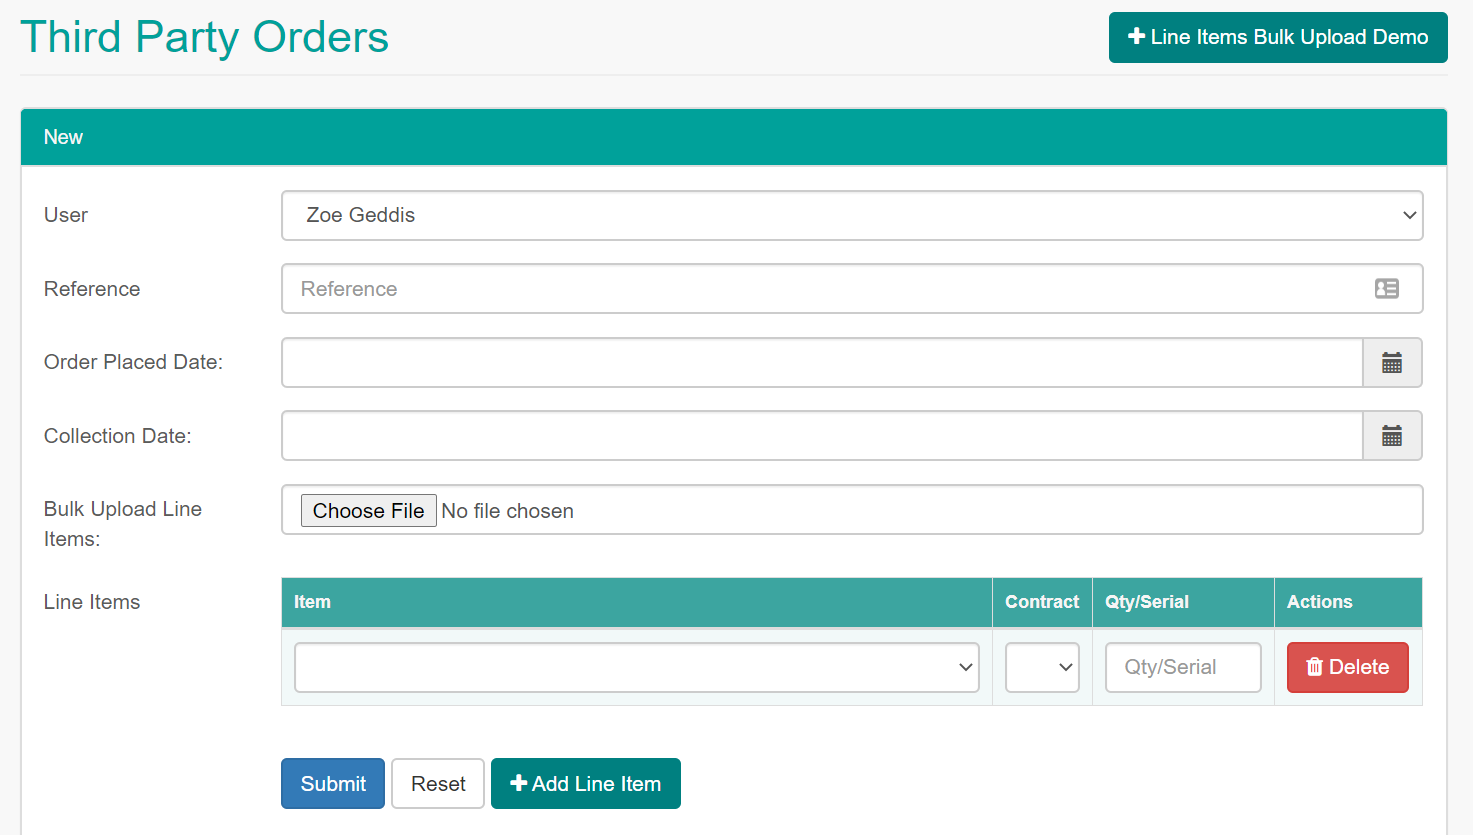 Third Party Orders
Line Items Bulk Upload Demo
New
User
Zoe Geddis
Reference
Reference
Order Placed Date:
Collection Date:
Bulk Upload Line
Items:
Choose File No file chosen
Line Items
Item Contract Qty/Serial Actions
Qty/Serial Delete
Submit Reset Add Line Item